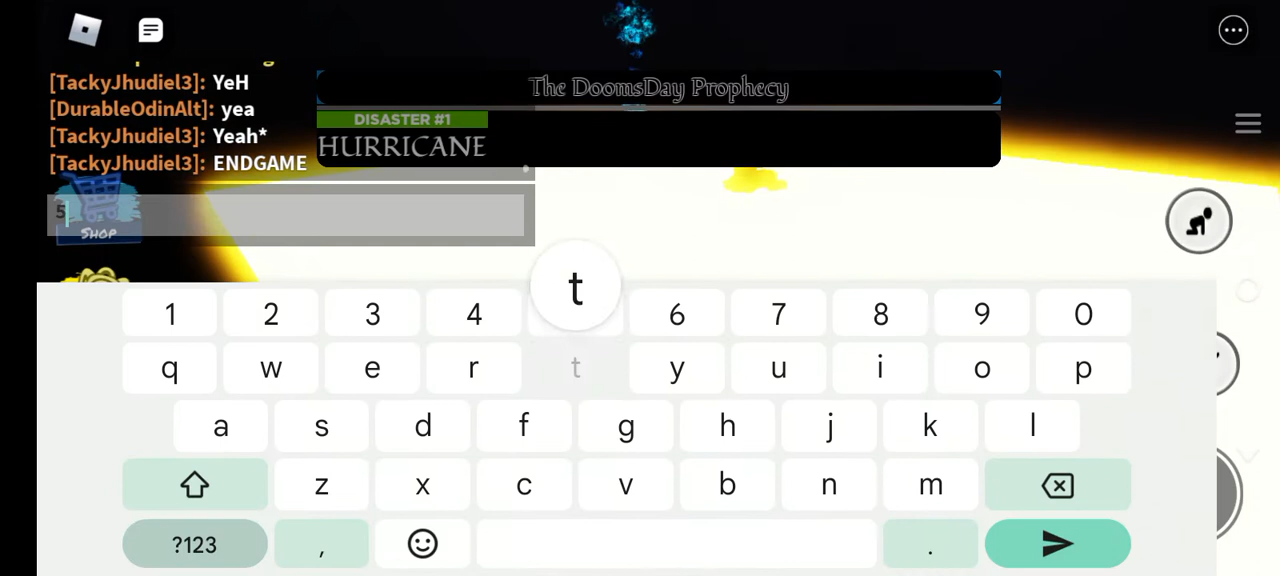 [TackyJhudiel3]: YeH
[DurableOdinAlt]: yea
[TackyJhudiel3]: Yeah*
[TackyJhudiel3]: ENDGAME
The DoomsDay Prophecy
DISASTER #1
HURRICANE
5
SHOP
t
1 2 3 4 6 7 8 9 0
q w e r t y u i o p
a s d f g h j k l
z x c v b n m
?123 , .